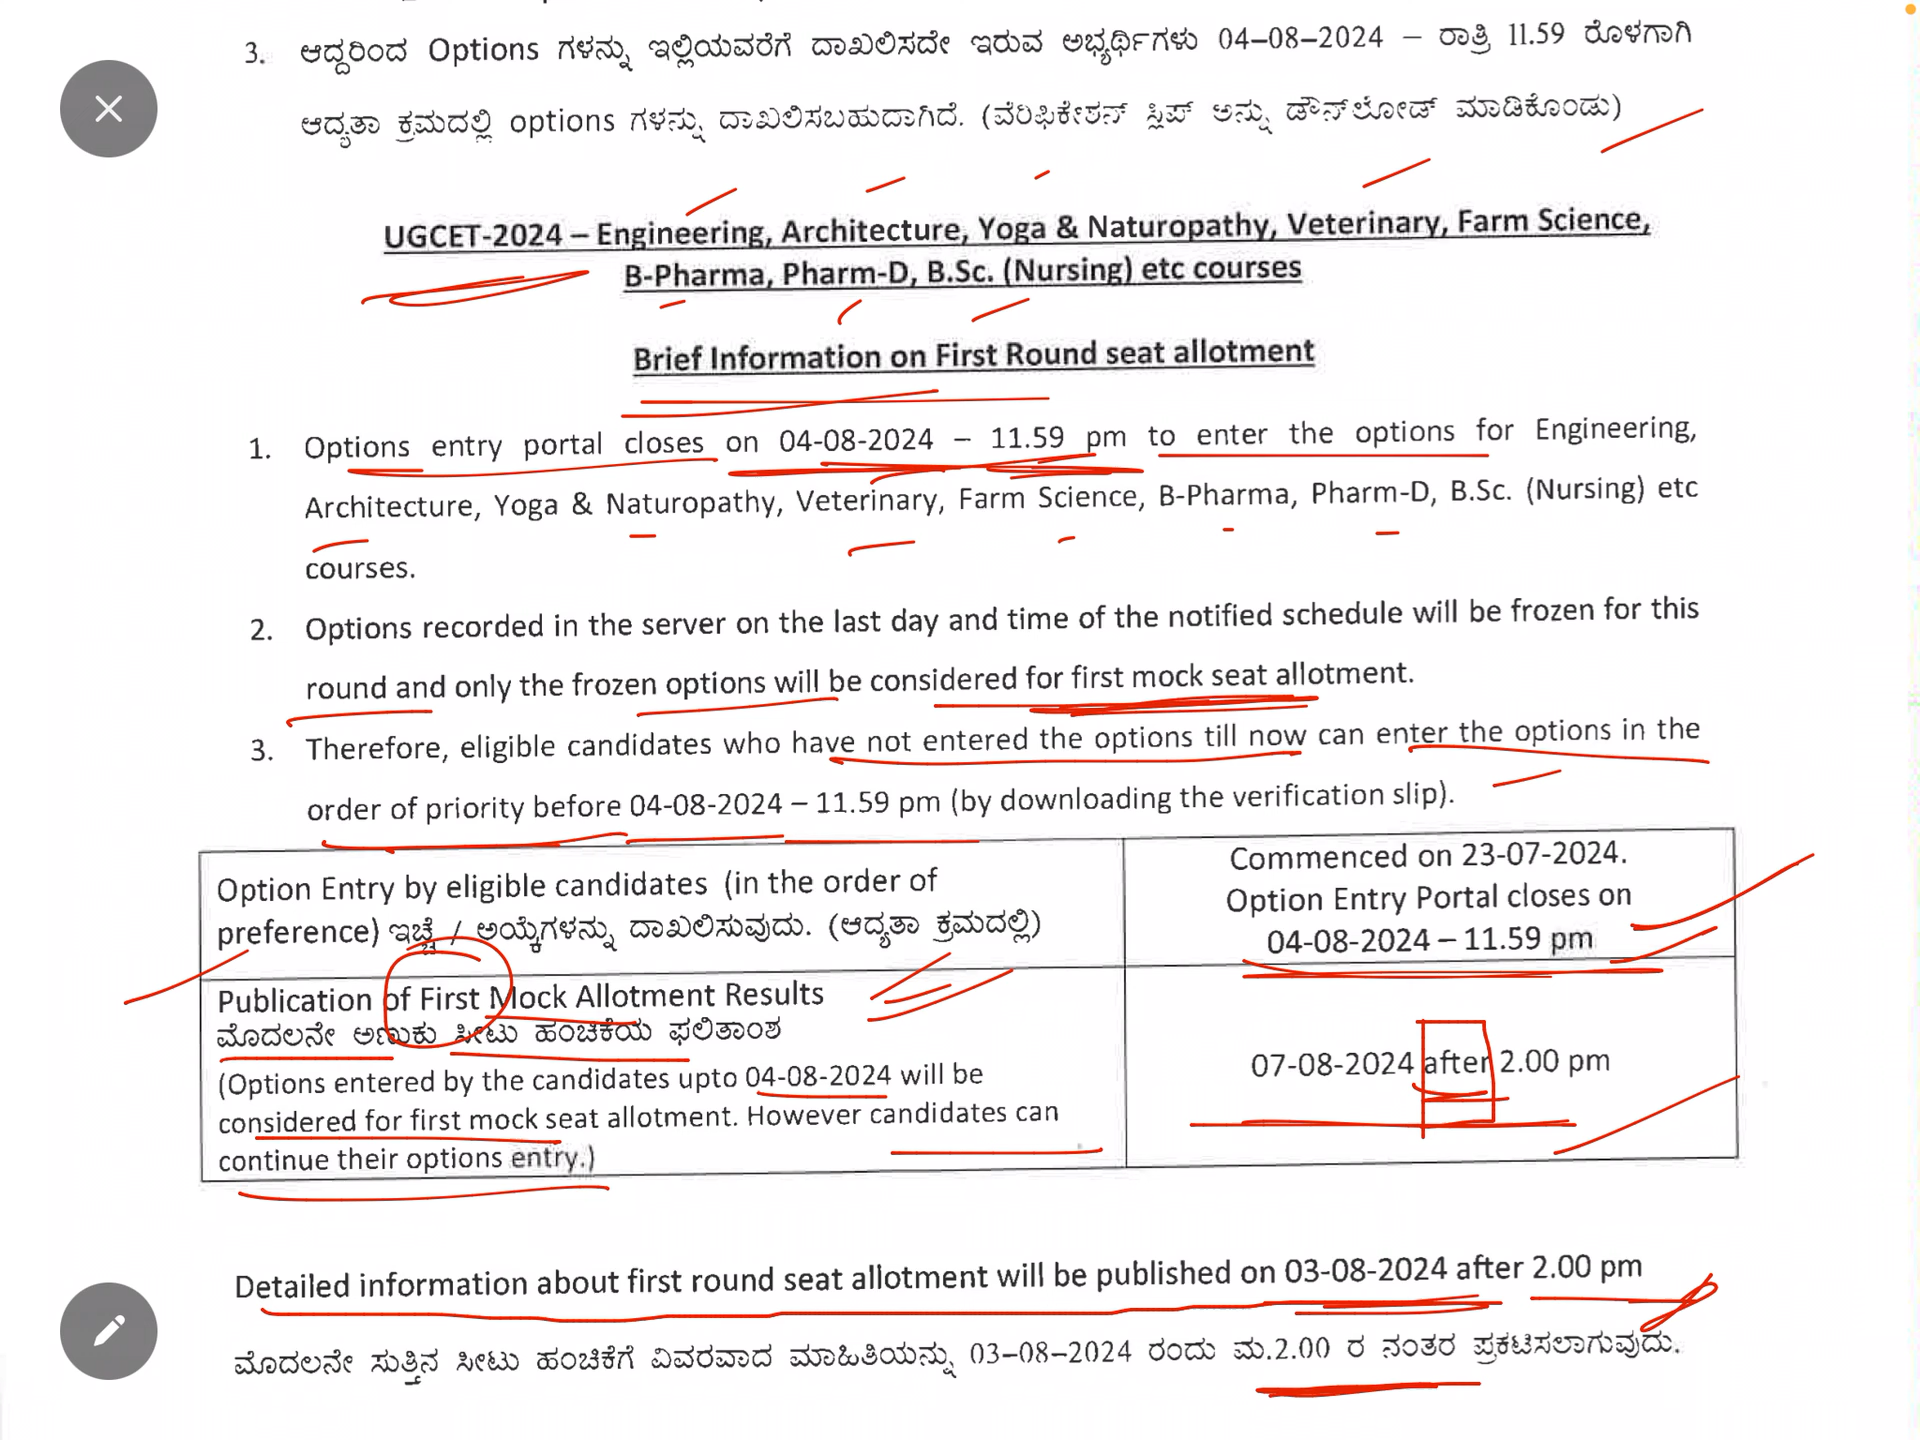 3. ಆದ್ದರಿಂದ Options ಗಳನ್ನು ಇಲ್ಲಿಯವರೆಗೆ ದಾಖಲಿಸದೇ ಇರುವ ಅಭ್ಯರ್ಥಿಗಳು 04-08-2024 – ರಾತ್ರಿ 11.59 ರೊಳಗಾಗಿ
ಆದ್ಯತಾ ಕ್ರಮದಲ್ಲಿ options ಗಳನ್ನು ದಾಖಲಿಸಬಹುದಾಗಿದೆ. (ವೆರಿಫಿಕೇಶನ್ ಸ್ಲಿಪ್ ಅನ್ನು ಡೌನ್‌ಲೋಡ್ ಮಾಡಿಕೊಂಡು)
UGCET-2024 – Engineering, Architecture, Yoga & Naturopathy, Veterinary, Farm Science,
B-Pharma, Pharm-D, B.Sc. (Nursing) etc courses
Brief Information on First Round seat allotment
1. Options entry portal closes on 04-08-2024 – 11.59 pm to enter the options for Engineering,
Architecture, Yoga & Naturopathy, Veterinary, Farm Science, B-Pharma, Pharm-D, B.Sc. (Nursing) etc
courses.
2. Options recorded in the server on the last day and time of the notified schedule will be frozen for this
round and only the frozen options will be considered for first mock seat allotment.
3. Therefore, eligible candidates who have not entered the options till now can enter the options in the
order of priority before 04-08-2024 – 11.59 pm (by downloading the verification slip).
Option Entry by eligible candidates (in the order of
preference) ಇಚ್ಛೆ / ಆಯ್ಕೆಗಳನ್ನು ದಾಖಲಿಸುವುದು. (ಆದ್ಯತಾ ಕ್ರಮದಲ್ಲಿ)
Commenced on 23-07-2024.
Option Entry Portal closes on
04-08-2024 – 11.59 pm
Publication of First Mock Allotment Results
ಮೊದಲನೇ ಅಣುಕು ಸೀಟು ಹಂಚಿಕೆಯ ಫಲಿತಾಂಶ
(Options entered by the candidates upto 04-08-2024 will be
considered for first mock seat allotment. However candidates can
continue their options entry.)
07-08-2024 after 2.00 pm
Detailed information about first round seat allotment will be published on 03-08-2024 after 2.00 pm
ಮೊದಲನೇ ಸುತ್ತಿನ ಸೀಟು ಹಂಚಿಕೆಗೆ ವಿವರವಾದ ಮಾಹಿತಿಯನ್ನು 03-08-2024 ರಂದು ಮ.2.00 ರ ನಂತರ ಪ್ರಕಟಿಸಲಾಗುವುದು.